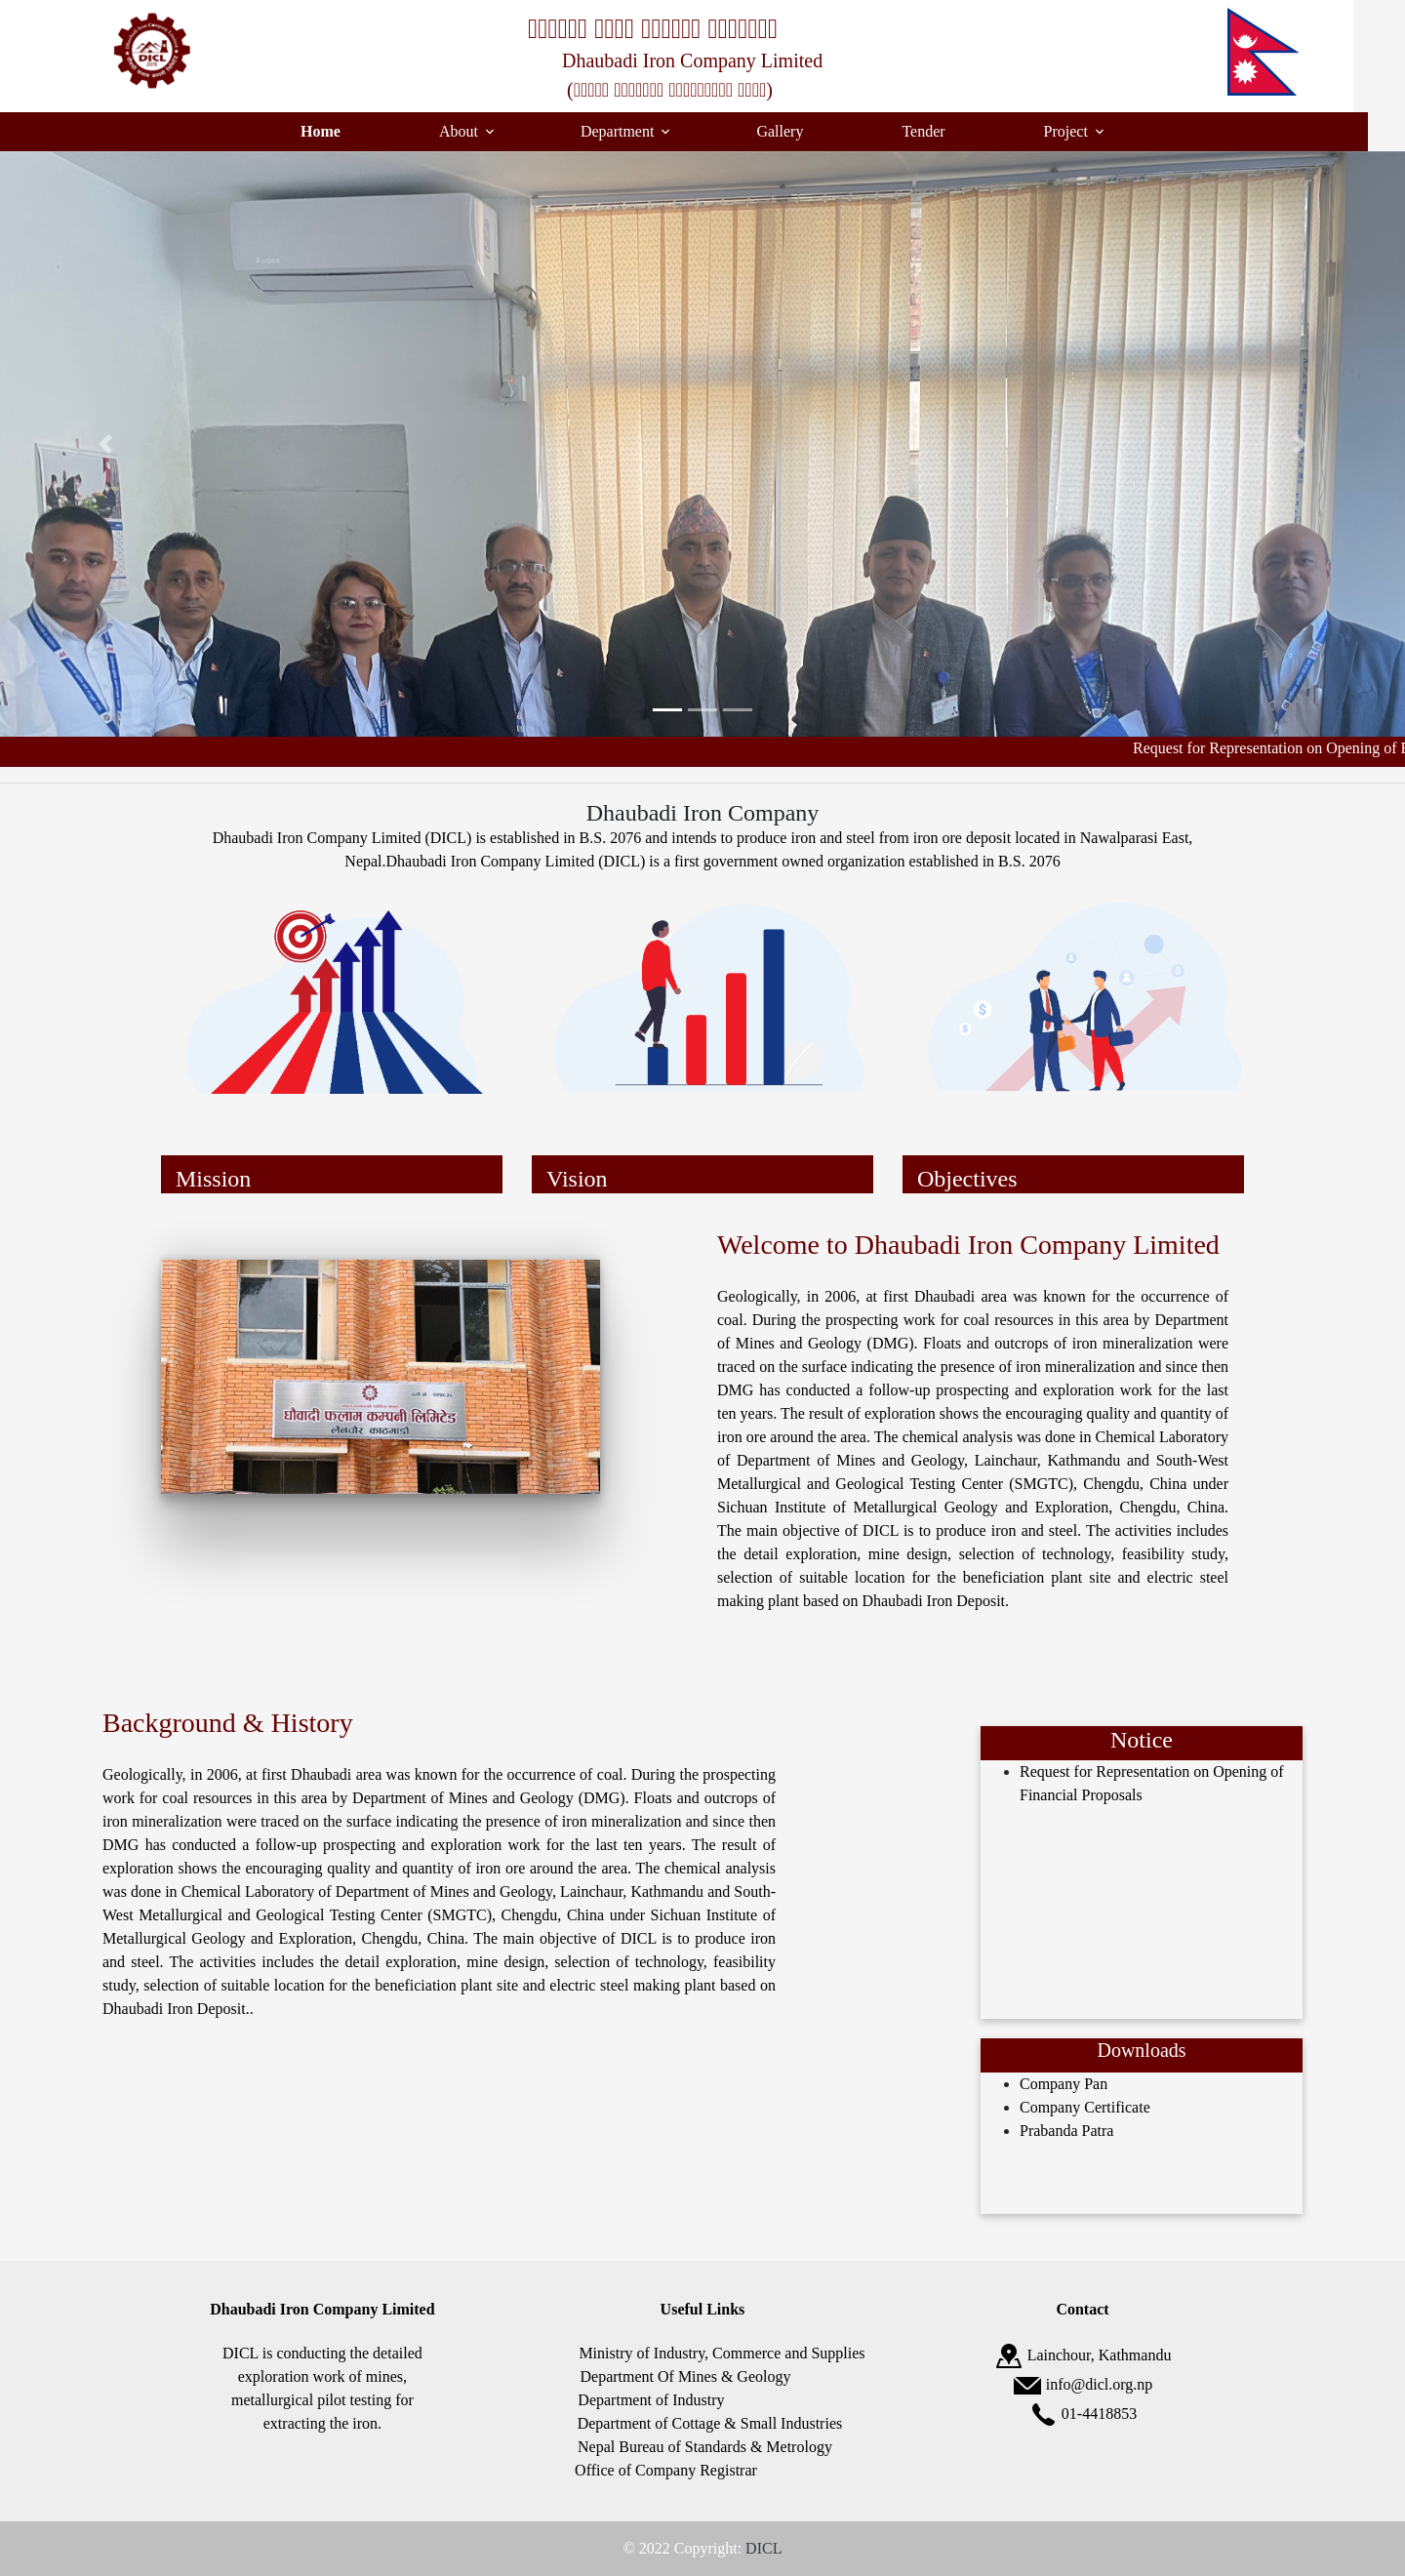 DICL
Dhaubadi Iron Company Limited
Home About Department Gallery Tender Project
Request for Representation on Opening of
Dhaubadi Iron Company
Dhaubadi Iron Company Limited (DICL) is established in B.S. 2076 and intends to produce iron and steel from iron ore deposit located in Nawalparasi East,
Nepal.Dhaubadi Iron Company Limited (DICL) is a first government owned organization established in B.S. 2076
Mission
Vision
Objectives
Welcome to Dhaubadi Iron Company Limited
Geologically, in 2006, at first Dhaubadi area was known for the occurrence of
coal. During the prospecting work for coal resources in this area by Department
of Mines and Geology (DMG). Floats and outcrops of iron mineralization were
traced on the surface indicating the presence of iron mineralization and since then
DMG has conducted a follow-up prospecting and exploration work for the last
ten years. The result of exploration shows the encouraging quality and quantity of
iron ore around the area. The chemical analysis was done in Chemical Laboratory
of Department of Mines and Geology, Lainchaur, Kathmandu and South-West
Metallurgical and Geological Testing Center (SMGTC), Chengdu, China under
Sichuan Institute of Metallurgical Geology and Exploration, Chengdu, China.
The main objective of DICL is to produce iron and steel. The activities includes
the detail exploration, mine design, selection of technology, feasibility study,
selection of suitable location for the beneficiation plant site and electric steel
making plant based on Dhaubadi Iron Deposit.
धौवादी फलाम कम्पनी लिमिटेड
लैनचौर काठमाडौं
Background & History
Geologically, in 2006, at first Dhaubadi area was known for the occurrence of coal. During the prospecting
work for coal resources in this area by Department of Mines and Geology (DMG). Floats and outcrops of
iron mineralization were traced on the surface indicating the presence of iron mineralization and since then
DMG has conducted a follow-up prospecting and exploration work for the last ten years. The result of
exploration shows the encouraging quality and quantity of iron ore around the area. The chemical analysis
was done in Chemical Laboratory of Department of Mines and Geology, Lainchaur, Kathmandu and South-
West Metallurgical and Geological Testing Center (SMGTC), Chengdu, China under Sichuan Institute of
Metallurgical Geology and Exploration, Chengdu, China. The main objective of DICL is to produce iron
and steel. The activities includes the detail exploration, mine design, selection of technology, feasibility
study, selection of suitable location for the beneficiation plant site and electric steel making plant based on
Dhaubadi Iron Deposit..
Notice
Request for Representation on Opening of
Financial Proposals
Downloads
Company Pan
Company Certificate
Prabanda Patra
Dhaubadi Iron Company Limited
DICL is conducting the detailed
exploration work of mines,
metallurgical pilot testing for
extracting the iron.
Useful Links
Ministry of Industry, Commerce and Supplies
Department Of Mines & Geology
Department of Industry
Department of Cottage & Small Industries
Nepal Bureau of Standards & Metrology
Office of Company Registrar
Contact
Lainchour, Kathmandu
info@dicl.org.np
01-4418853
© 2022 Copyright: DICL